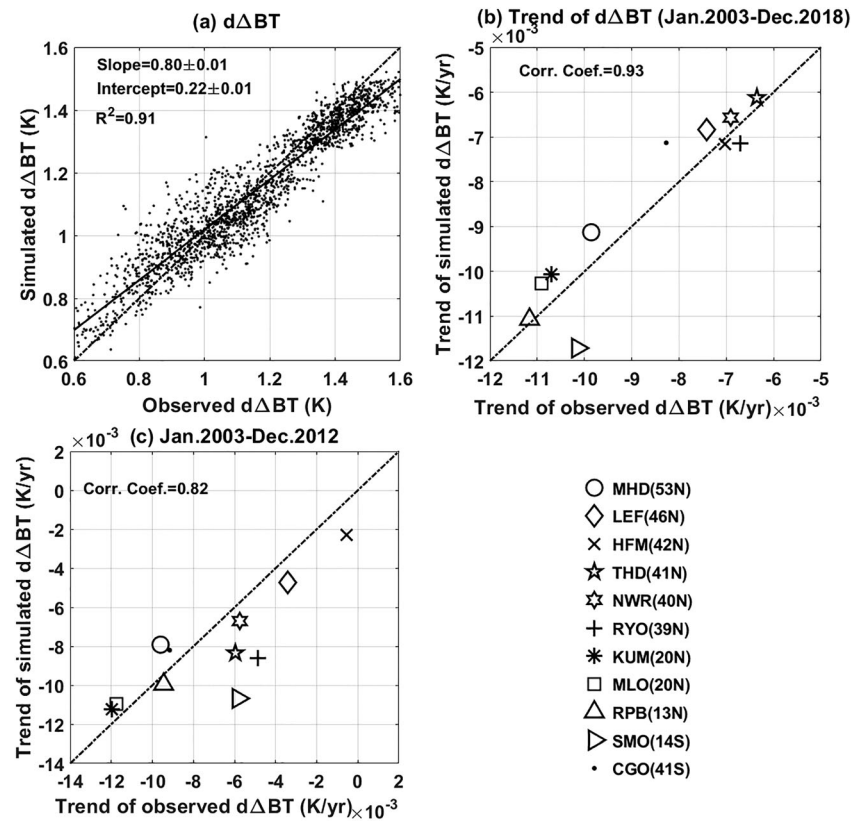 (a) dΔBT
Slope=0.80±0.01
Intercept=0.22±0.01
R²=0.91
1.6
1.4
1.2
1
0.8
0.6
0.6 0.8 1 1.2 1.4 1.6
Simulated dΔBT (K)
Observed dΔBT (K)
(b) Trend of dΔBT (Jan.2003-Dec.2018)
×10⁻³
Corr. Coef.=0.93
-5
-6
-7
-8
-9
-10
-11
-12
-12 -11 -10 -9 -8 -7 -6 -5
Trend of simulated dΔBT (K/yr)
Trend of observed dΔBT (K/yr)×10⁻³
×10⁻³ (c) Jan.2003-Dec.2012
Corr. Coef.=0.82
2
0
-2
-4
-6
-8
-10
-12
-14
-14 -12 -10 -8 -6 -4 -2 0 2
Trend of simulated dΔBT (K/yr)
Trend of observed dΔBT (K/yr)×10⁻³
MHD(53N)
LEF(46N)
HFM(42N)
THD(41N)
NWR(40N)
RYO(39N)
KUM(20N)
MLO(20N)
RPB(13N)
SMO(14S)
CGO(41S)